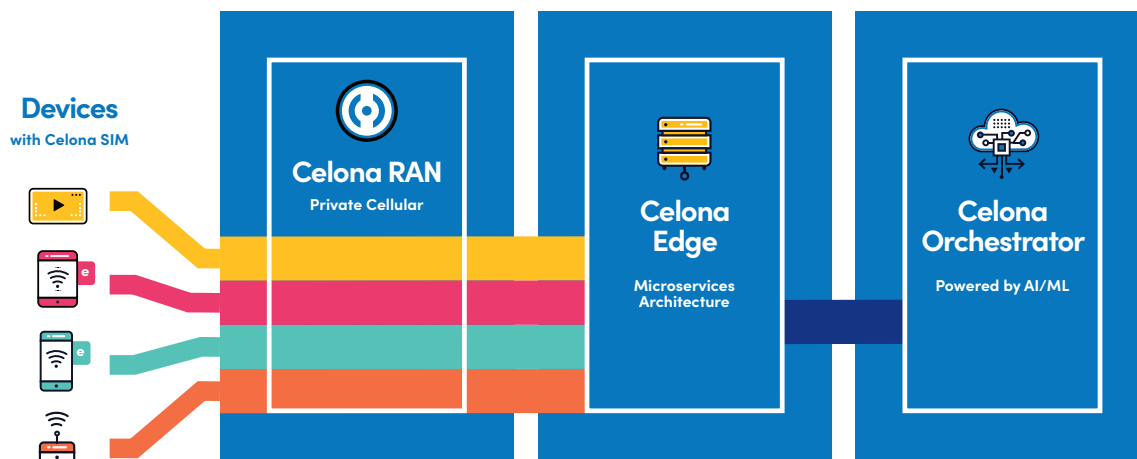 Devices
with Celona SIM
e
e
Celona RAN
Private Cellular
Celona
Edge
Microservices
Architecture
Celona
Orchestrator
Powered by AI/ML